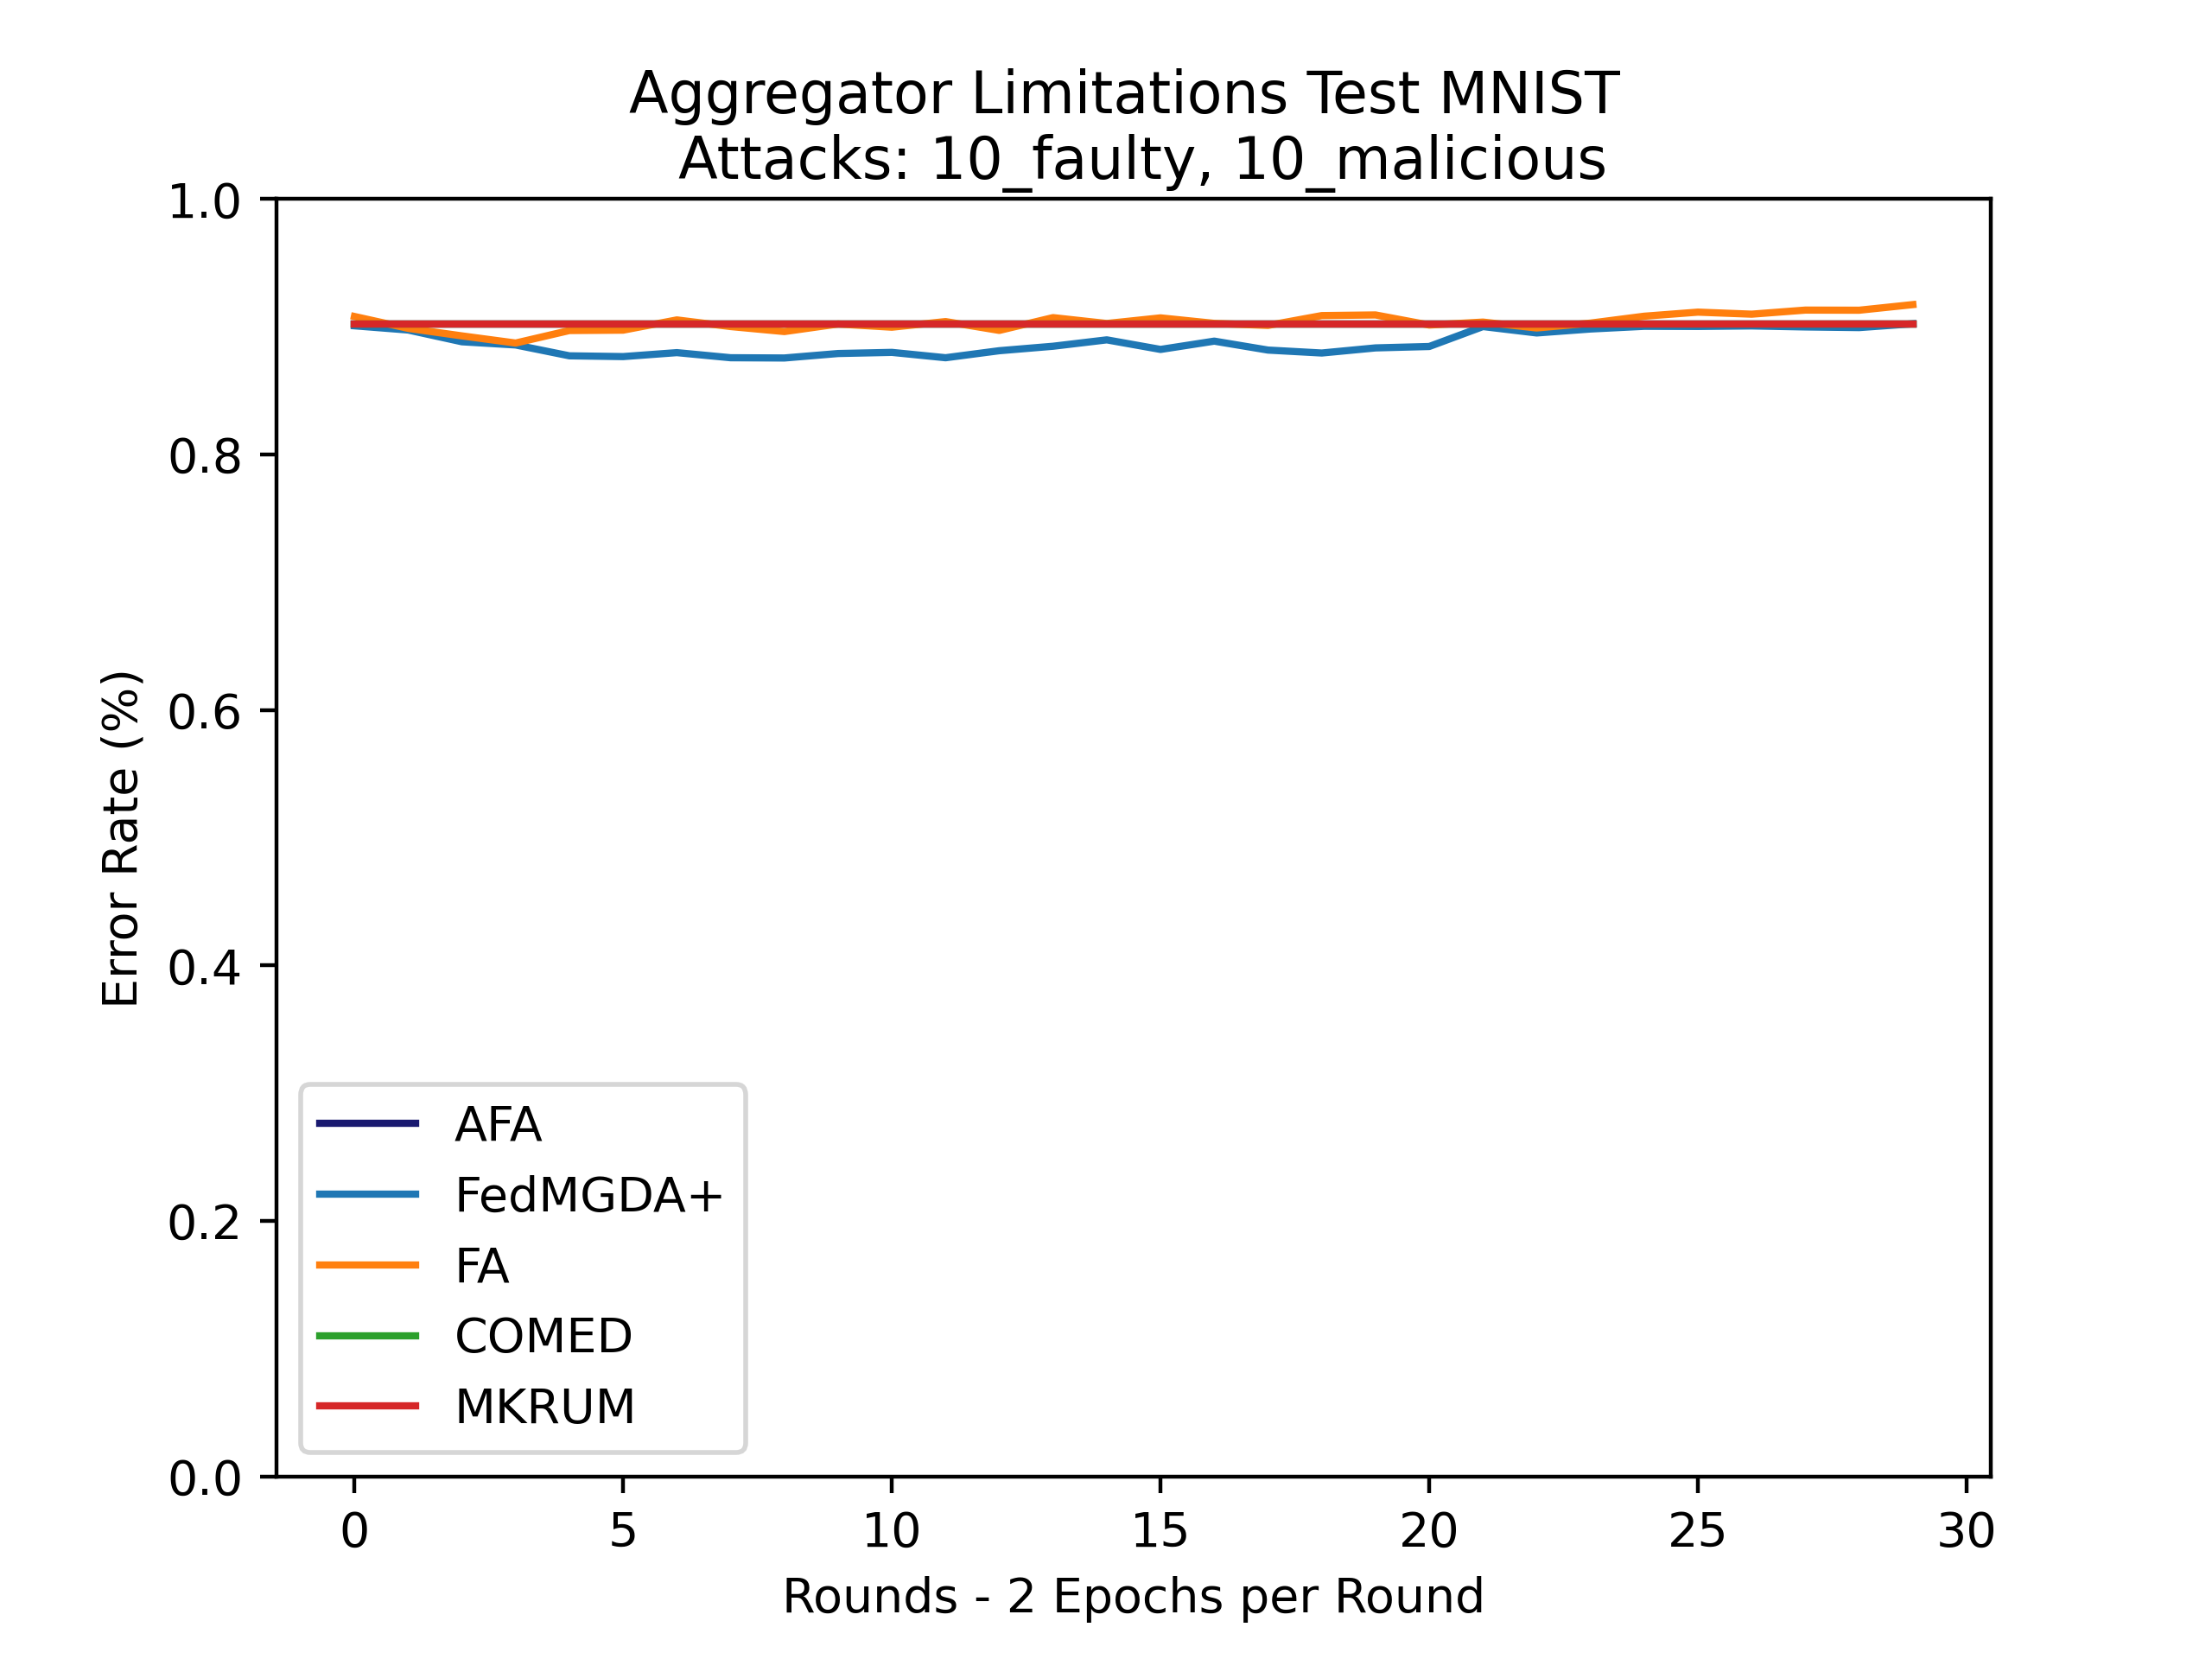 Aggregator Limitations Test MNIST
Attacks: 10_faulty, 10_malicious
1.0
0.8
0.6
0.4
0.2
0.0
Error Rate (%)
AFA
FedMGDA+
FA
COMED
MKRUM
0 5 10 15 20 25 30
Rounds - 2 Epochs per Round